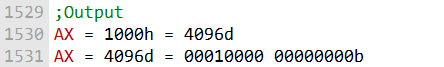 1529 ;Output
1530 AX = 1000h = 4096d
1531 AX = 4096d = 00010000 00000000b